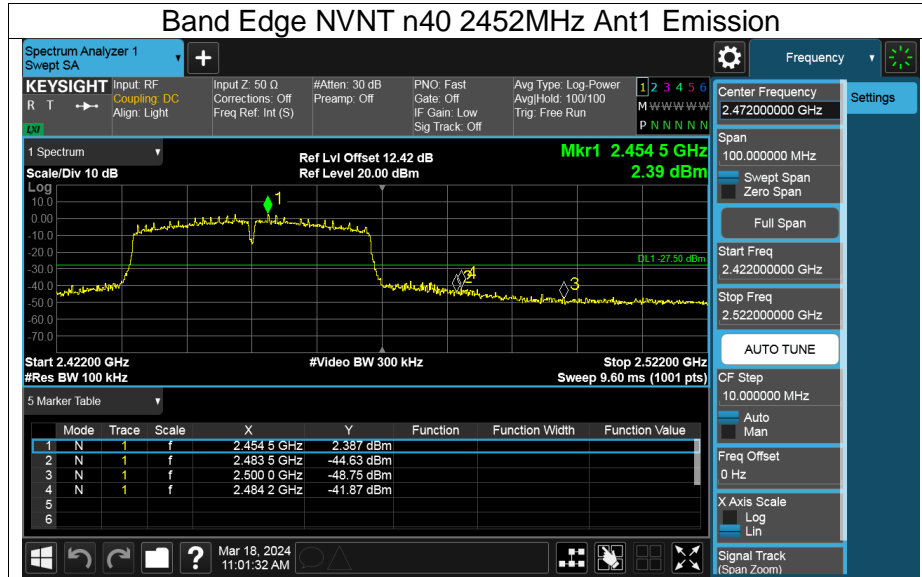 Band Edge NVNT n40 2452MHz Ant1 Emission
Spectrum Analyzer 1
Swept SA
+
Frequency
KEYSIGHT
R T
LXI
Input: RF
Coupling: DC
Align: Light
Input Z: 50 Ω
Corrections: Off
Freq Ref: Int (S)
#Atten: 30 dB
Preamp: Off
PNO: Fast
Gate: Off
IF Gain: Low
Sig Track: Off
Avg Type: Log-Power
Avg|Hold: 100/100
Trig: Free Run
1 2 3 4 5 6
M W W W W W
P N N N N N
1 Spectrum
Scale/Div 10 dB
Ref Lvl Offset 12.42 dB
Ref Level 20.00 dBm
Mkr1 2.454 5 GHz
2.39 dBm
Log
10.0
0.00
-10.0
-20.0
-30.0
-40.0
-50.0
-60.0
-70.0
1
2
4
3
DL1 -27.50 dBm
Start 2.42200 GHz
#Res BW 100 kHz
#Video BW 300 kHz
Stop 2.52200 GHz
Sweep 9.60 ms (1001 pts)
5 Marker Table
Mode Trace Scale X Y Function Function Width Function Value
1 N 1 f 2.454 5 GHz 2.387 dBm
2 N 1 f 2.483 5 GHz -44.63 dBm
3 N 1 f 2.500 0 GHz -48.75 dBm
4 N 1 f 2.484 2 GHz -41.87 dBm
5
6
?
Mar 18, 2024
11:01:32 AM
Center Frequency
2.472000000 GHz
Span
100.000000 MHz
Swept Span
Zero Span
Full Span
Start Freq
2.422000000 GHz
Stop Freq
2.522000000 GHz
AUTO TUNE
CF Step
10.000000 MHz
Auto
Man
Freq Offset
0 Hz
X Axis Scale
Log
Lin
Signal Track
(Span Zoom)
Settings